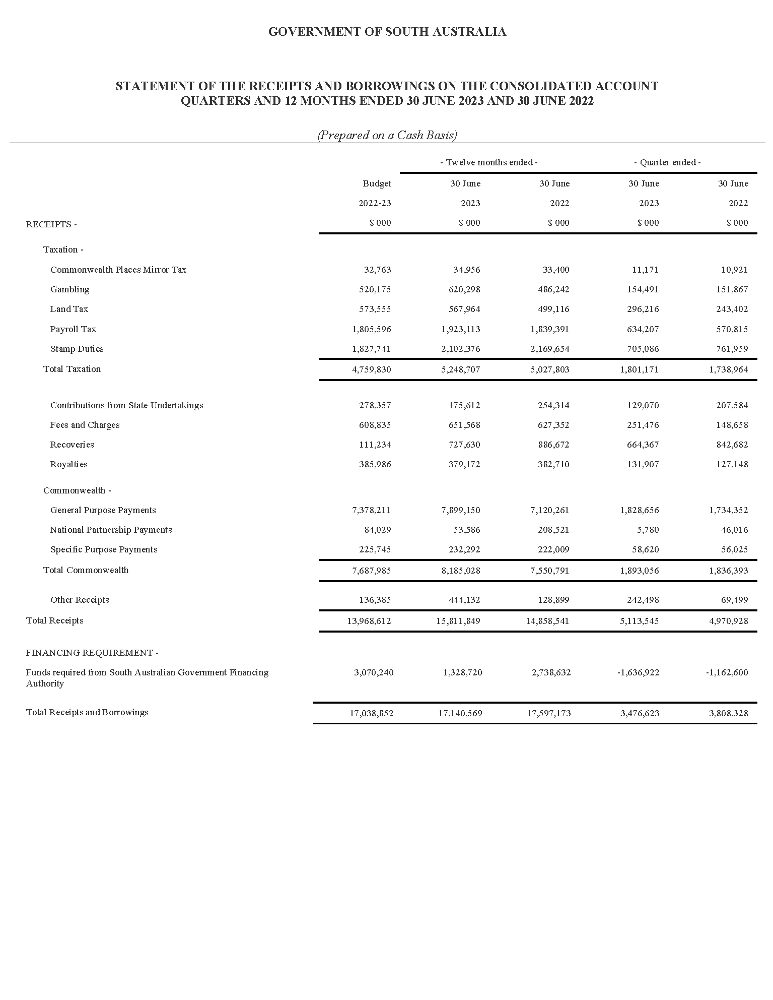 GOVERNMENT OF SOUTH AUSTRALIA
STATEMENT OF THE RECEIPTS AND BORROWINGS ON THE CONSOLIDATED ACCOUNT
QUARTERS AND 12 MONTHS ENDED 30 JUNE 2023 AND 30 JUNE 2022
(Prepared on a Cash Basis)
- Twelve months ended - - Quarter ended -
Budget 30 June 30 June 30 June 30 June
2022-23 2023 2022 2023 2022
RECEIPTS - $ 000 $ 000 $ 000 $ 000 $ 000
Taxation -
Commonwealth Places Mirror Tax 32,763 34,956 33,400 11,171 10,921
Gambling 520,175 620,298 486,242 154,491 151,867
Land Tax 573,555 567,964 499,116 296,216 243,402
Payroll Tax 1,805,596 1,923,113 1,839,391 634,207 570,815
Stamp Duties 1,827,741 2,102,376 2,169,654 705,086 761,959
Total Taxation 4,759,830 5,248,707 5,027,803 1,801,171 1,738,964
Contributions from State Undertakings 278,357 175,612 254,314 129,070 207,584
Fees and Charges 608,835 651,568 627,352 251,476 148,658
Recoveries 111,234 727,630 886,672 664,367 842,682
Royalties 385,986 379,172 382,710 131,907 127,148
Commonwealth -
General Purpose Payments 7,378,211 7,899,150 7,120,261 1,828,656 1,734,352
National Partnership Payments 84,029 53,586 208,521 5,780 46,016
Specific Purpose Payments 225,745 232,292 222,009 58,620 56,025
Total Commonwealth 7,687,985 8,185,028 7,550,791 1,893,056 1,836,393
Other Receipts 136,385 444,132 128,899 242,498 69,499
Total Receipts 13,968,612 15,811,849 14,858,541 5,113,545 4,970,928
FINANCING REQUIREMENT -
Funds required from South Australian Government Financing 3,070,240 1,328,720 2,738,632 -1,636,922 -1,162,600
Authority
Total Receipts and Borrowings 17,038,852 17,140,569 17,597,173 3,476,623 3,808,328